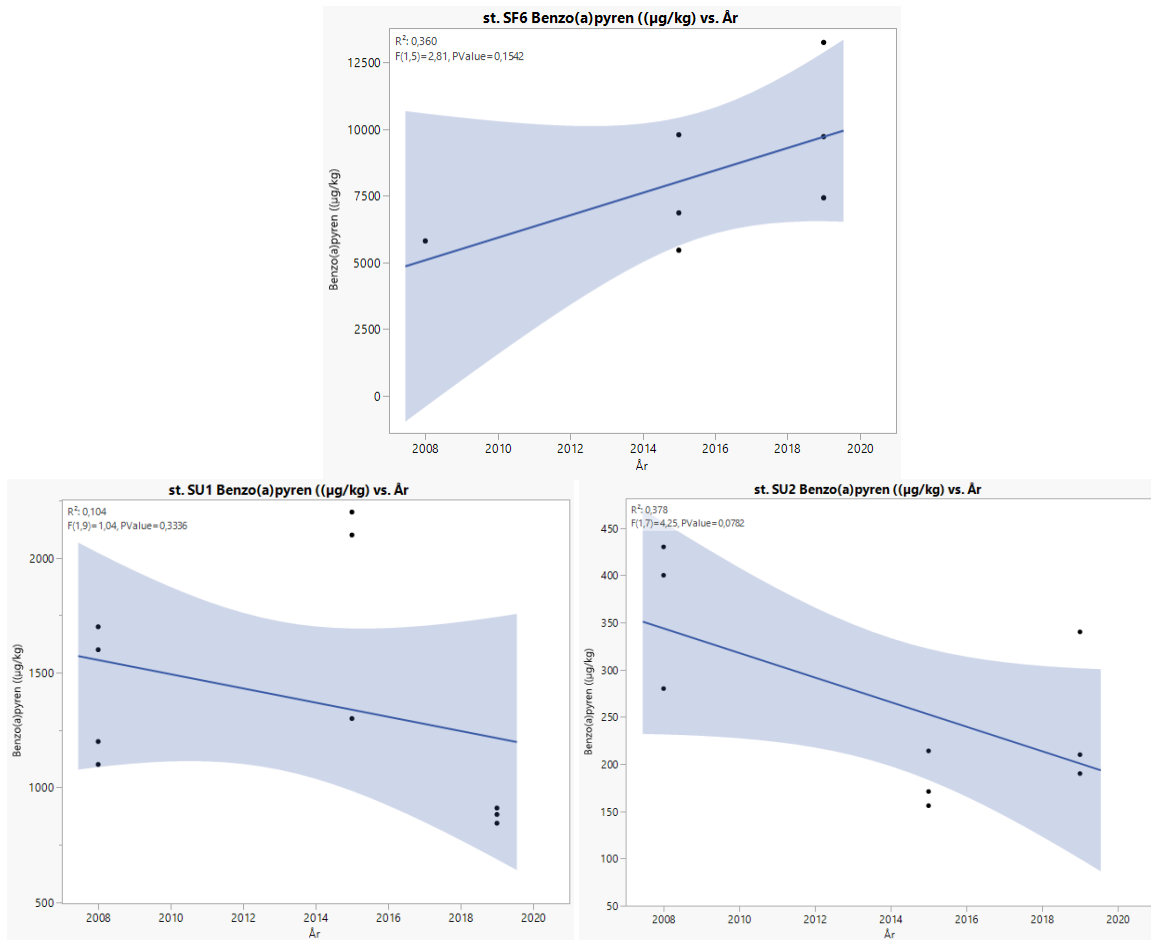 st. SF6 Benzo(a)pyren ((µg/kg) vs. År
R²: 0,360
F(1,5)=2,81, PValue=0,1542
12500
10000
7500
5000
2500
0
Benzo(a)pyren ((µg/kg)
2008 2010 2012 2014 2016 2018 2020
År
st. SU1 Benzo(a)pyren ((µg/kg) vs. År
R²: 0,104
F(1,9)=1,04, PValue=0,3336
2000
1500
1000
500
Benzo(a)pyren ((µg/kg)
2008 2010 2012 2014 2016 2018 2020
År
st. SU2 Benzo(a)pyren ((µg/kg) vs. År
R²: 0,378
F(1,7)=4,25, PValue=0,0782
450
400
350
300
250
200
150
100
50
Benzo(a)pyren ((µg/kg)
2008 2010 2012 2014 2016 2018 2020
År